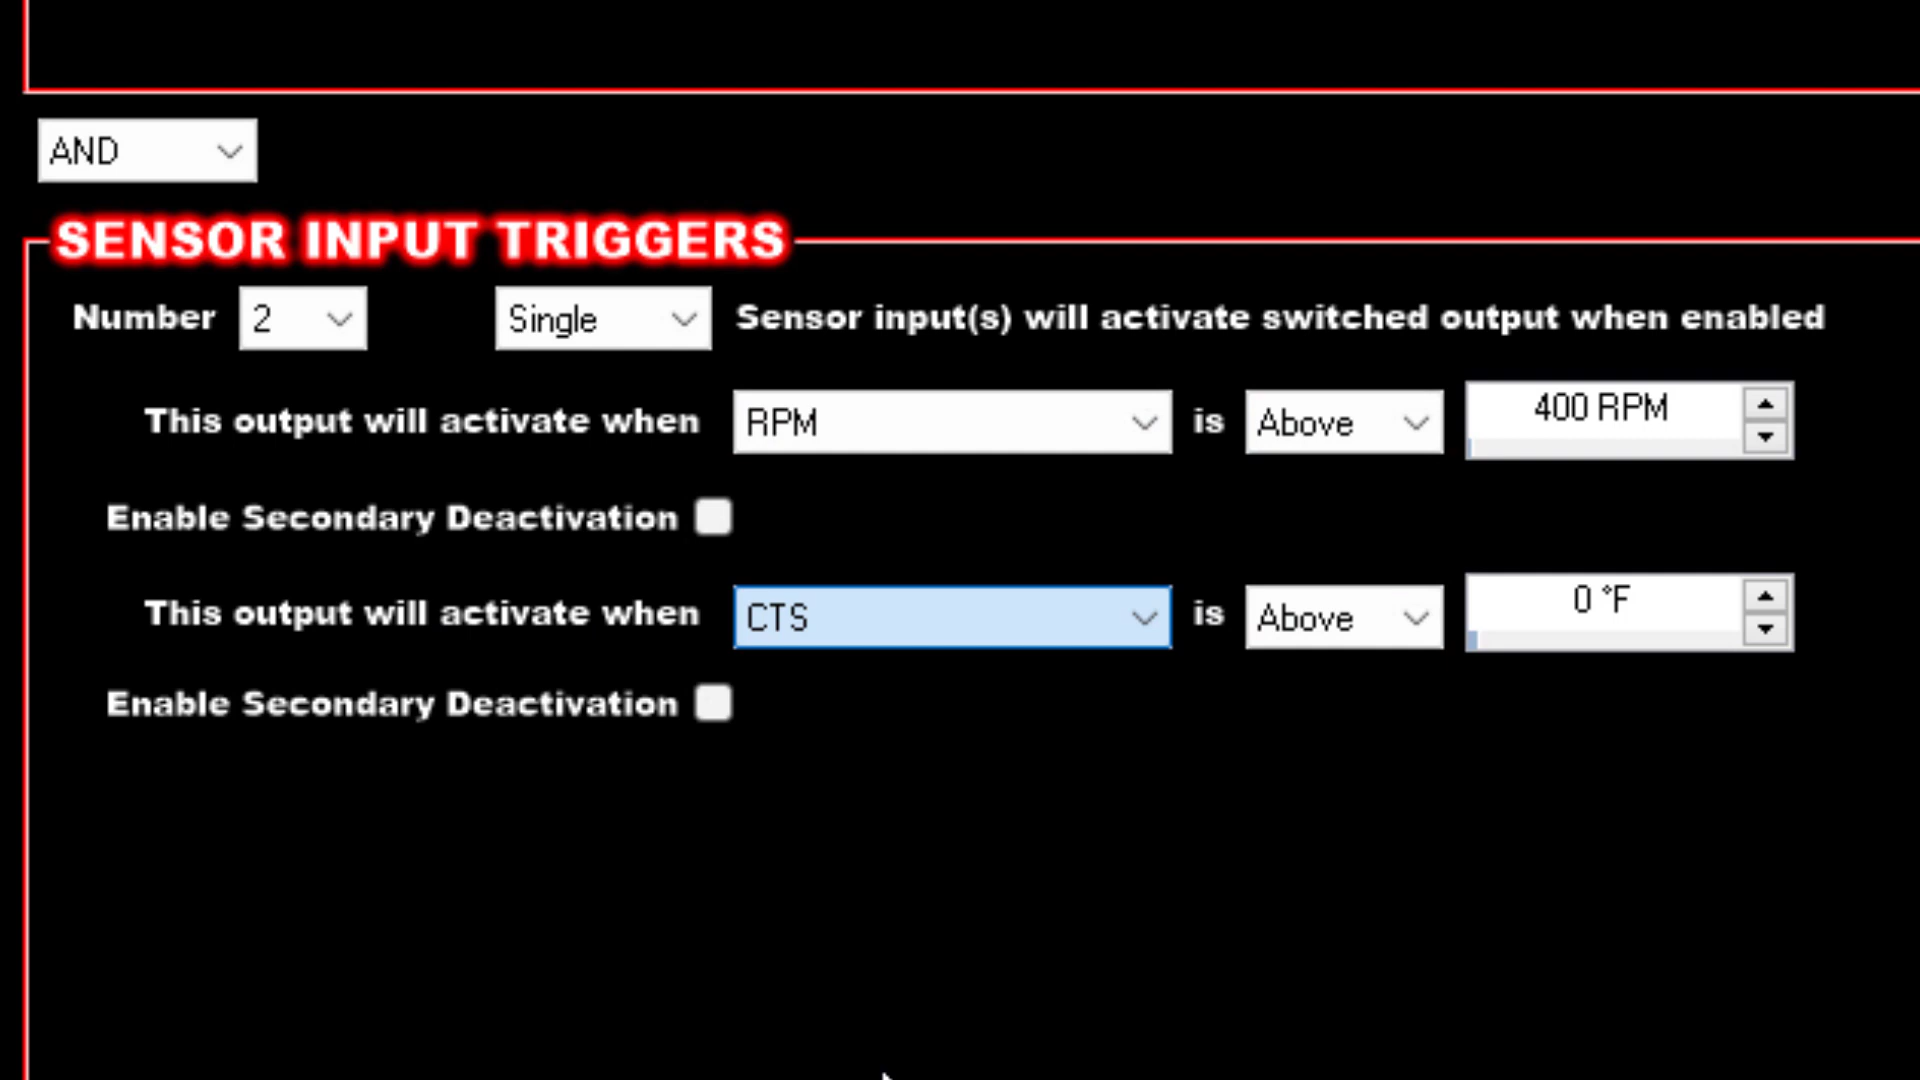 AND
SENSOR INPUT TRIGGERS
Number 2 Single Sensor input(s) will activate switched output when enabled
This output will activate when RPM is Above 400 RPM
Enable Secondary Deactivation
This output will activate when CTS is Above 0 °F
Enable Secondary Deactivation